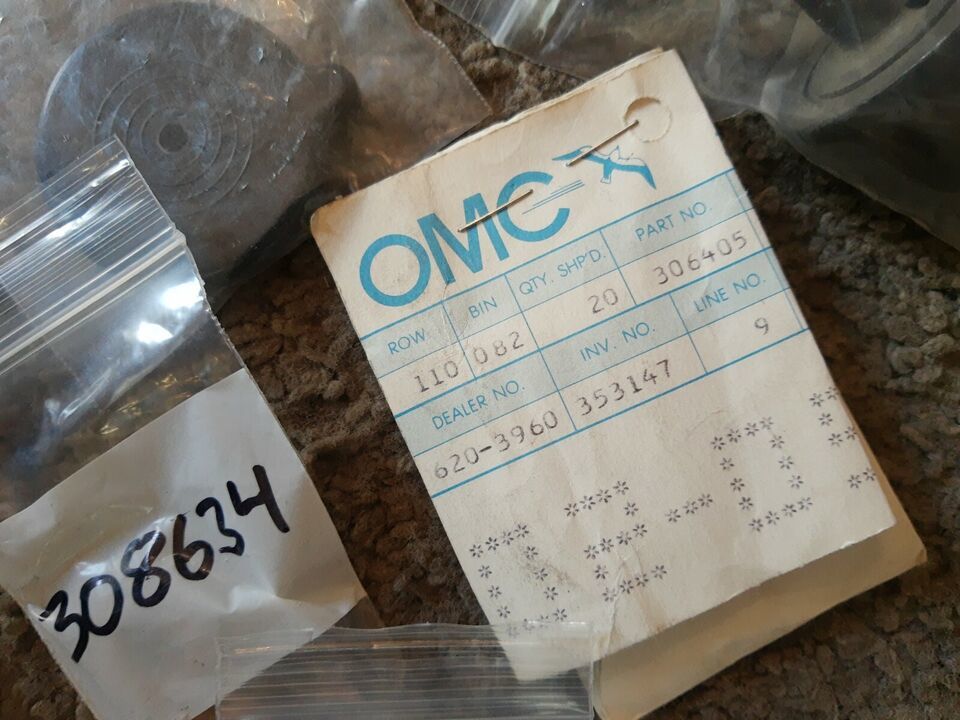 OMC
ROW BIN QTY. SHP'D. PART NO.
110 082 20 306405
DEALER NO. INV. NO. LINE NO.
620-3960 353147 9
308634